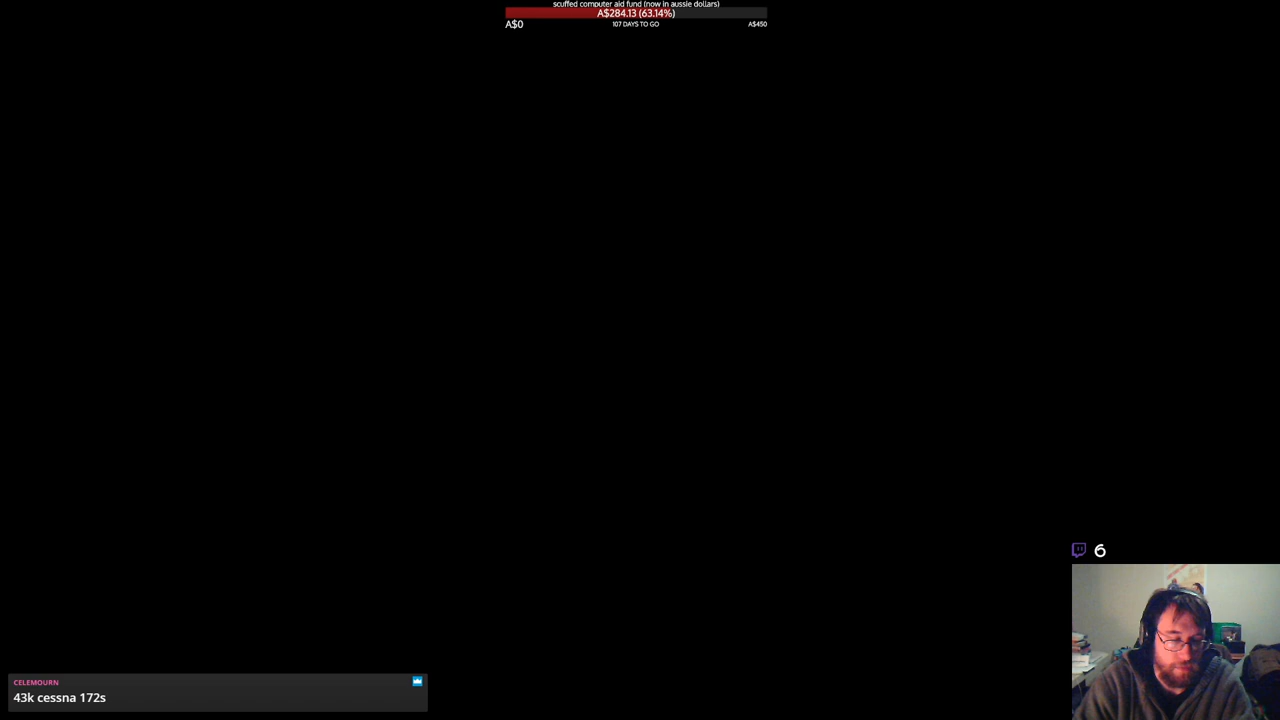 scuffed computer aid fund (now in aussie dollars)
A$284.13 (63.14%)
A$0 107 DAYS TO GO A$450
6
CELEMOURN
43k cessna 172s